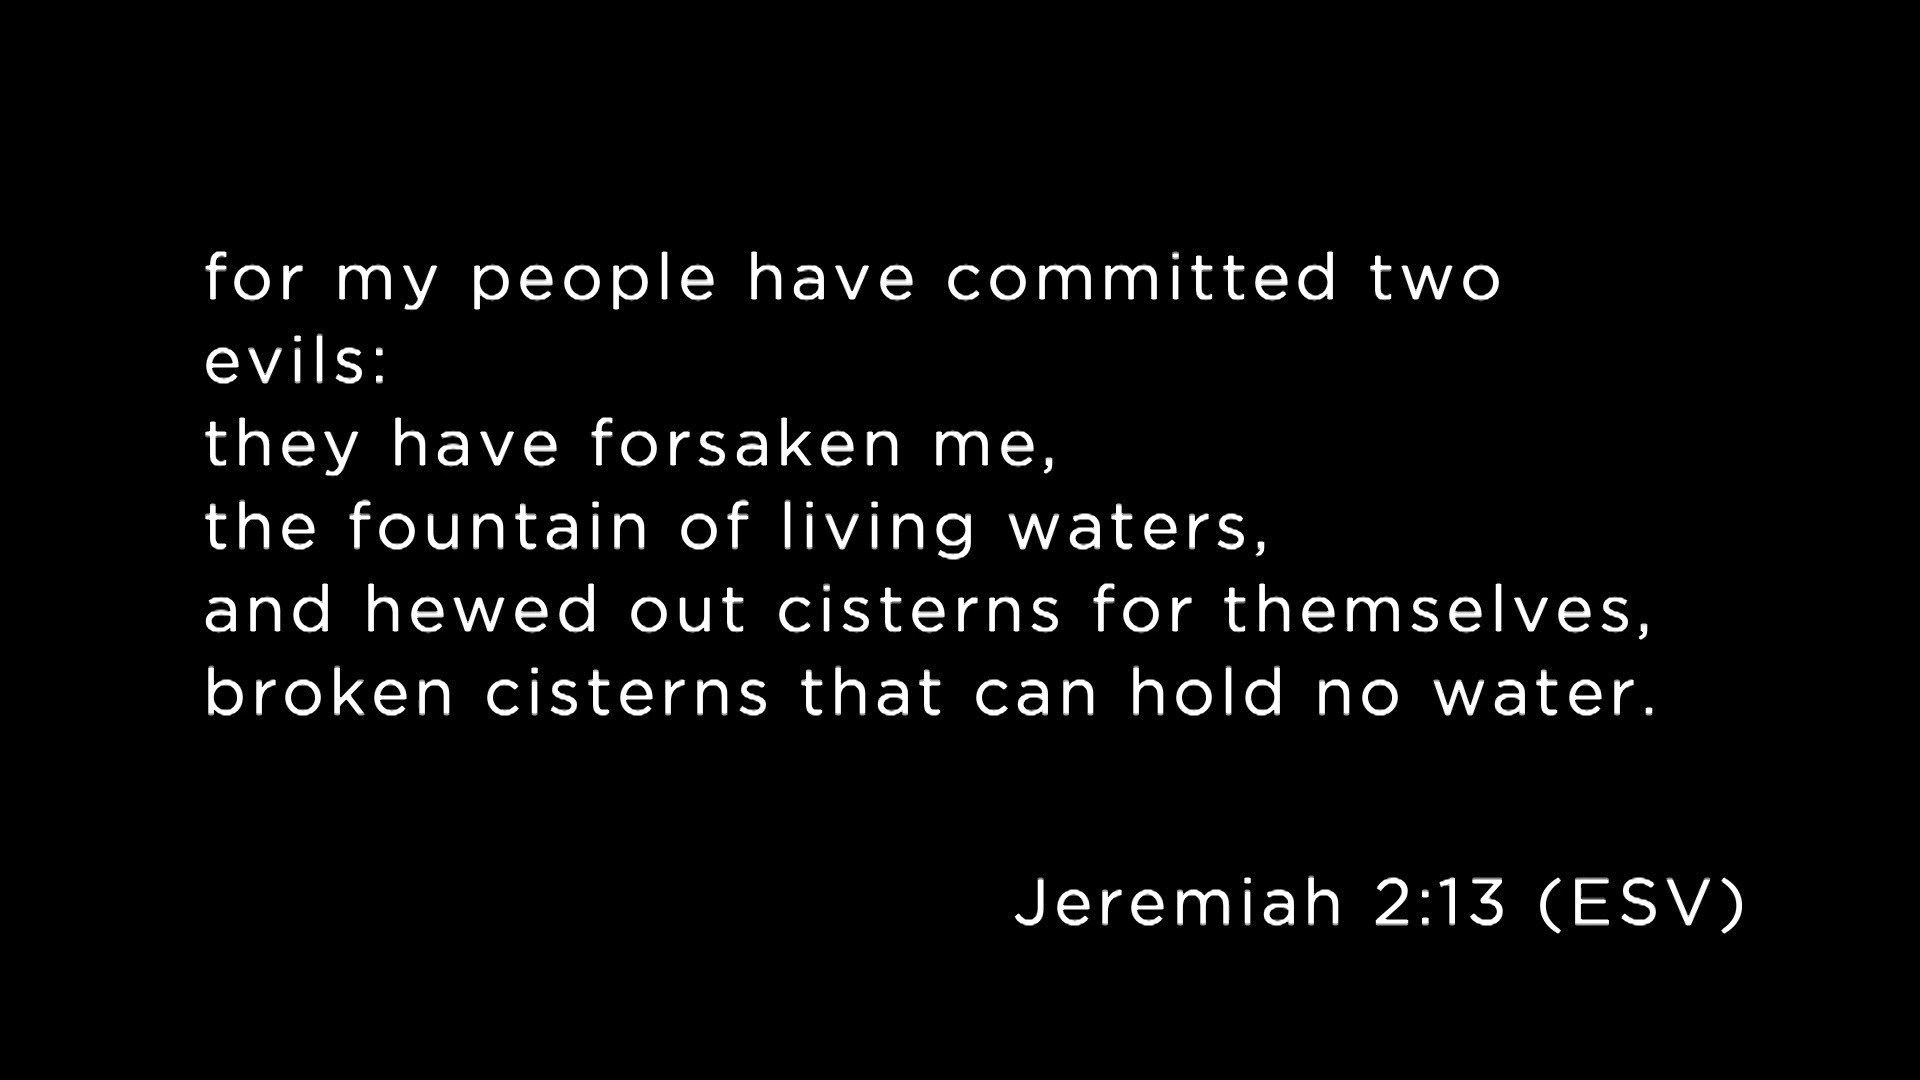 for my people have committed two
evils:
they have forsaken me,
the fountain of living waters,
and hewed out cisterns for themselves,
broken cisterns that can hold no water.
Jeremiah 2:13 (ESV)